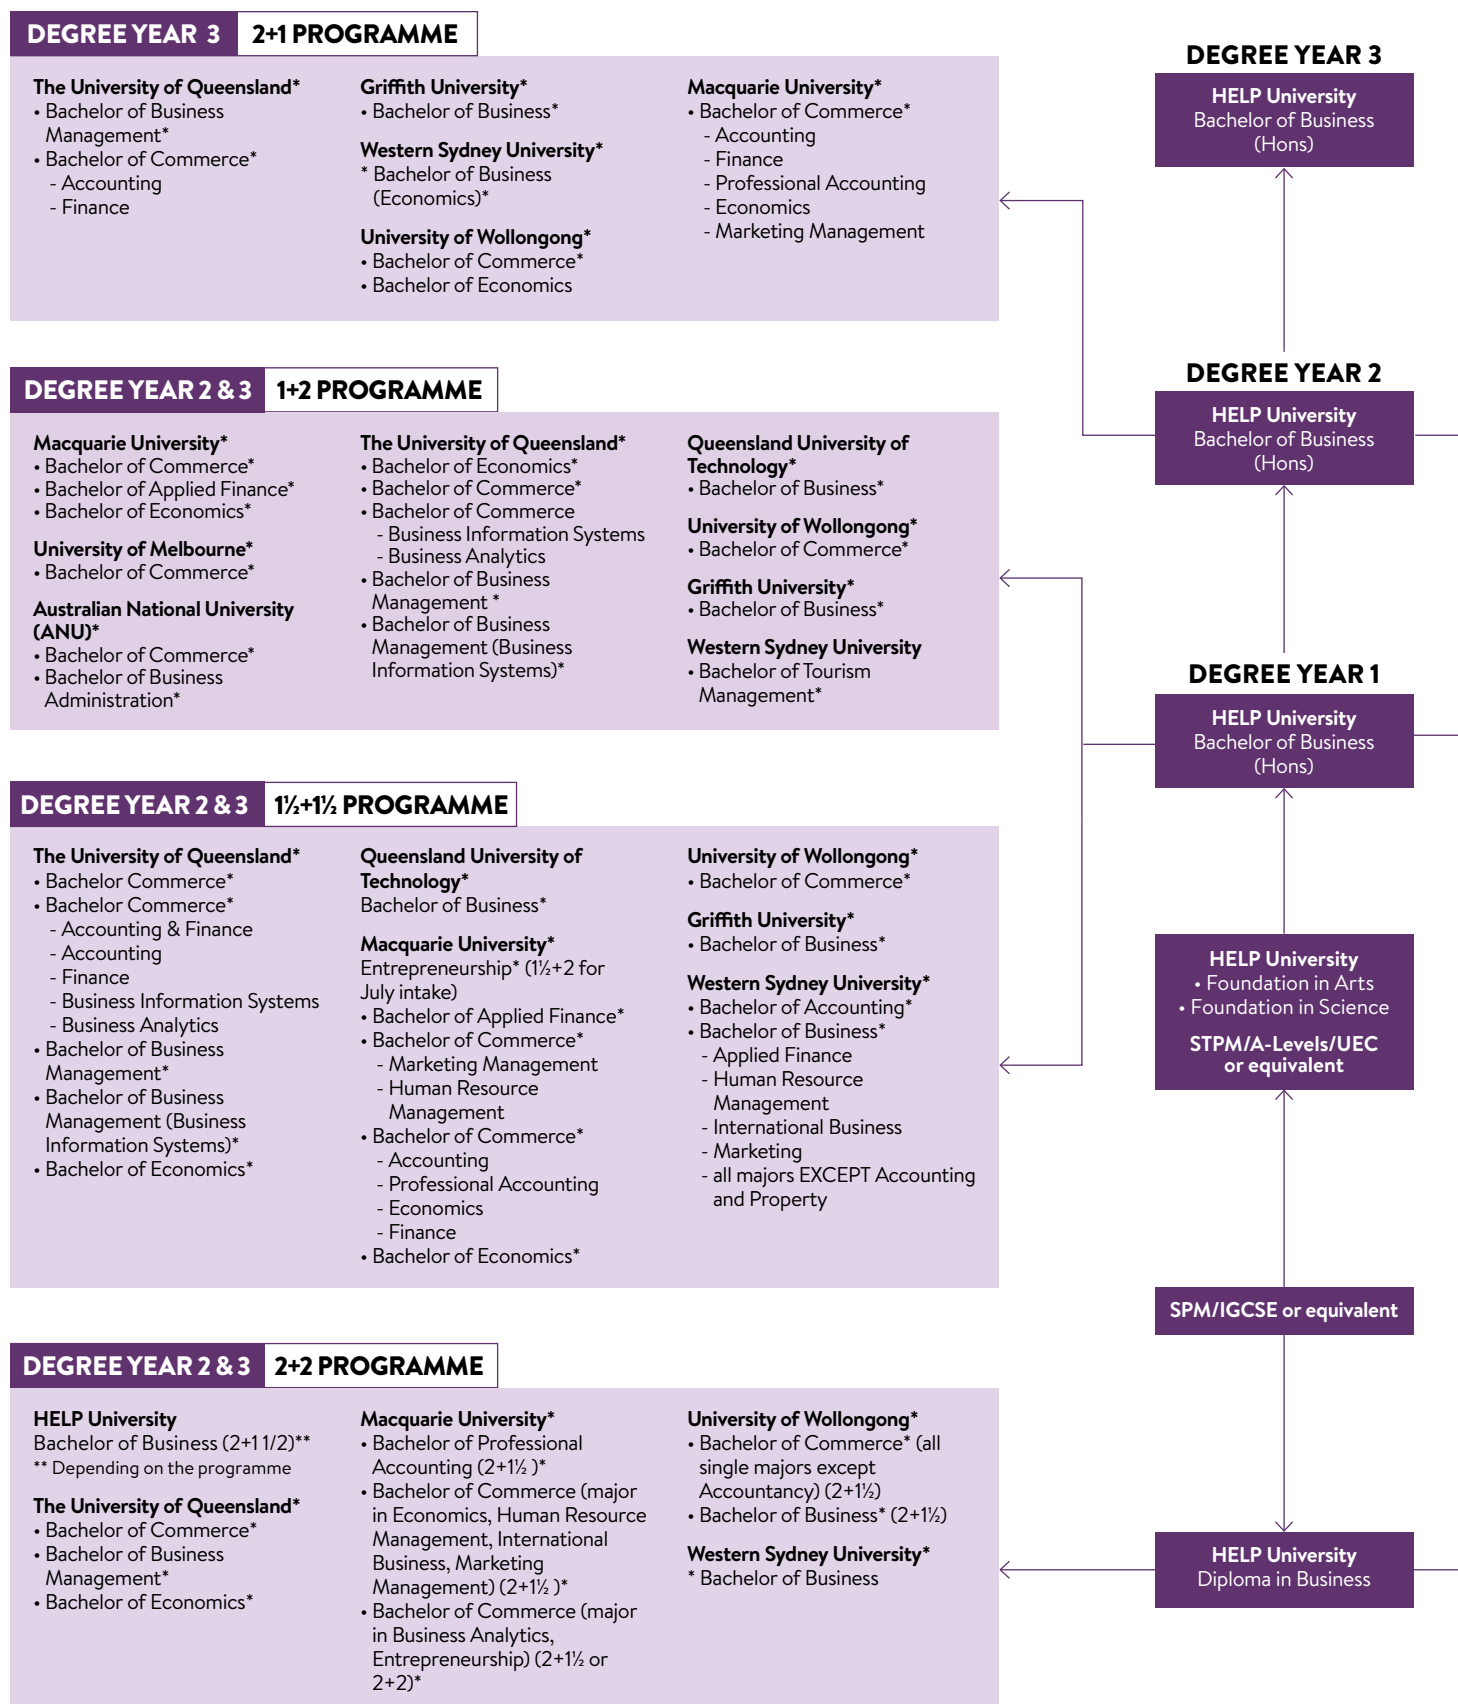 DEGREE YEAR 3 2+1 PROGRAMME
The University of Queensland*
• Bachelor of Business
Management*
• Bachelor of Commerce*
- Accounting
- Finance
Griffith University*
• Bachelor of Business*
Western Sydney University*
* Bachelor of Business
(Economics)*
University of Wollongong*
• Bachelor of Commerce*
• Bachelor of Economics
Macquarie University*
• Bachelor of Commerce*
- Accounting
- Finance
- Professional Accounting
- Economics
- Marketing Management
DEGREE YEAR 2 & 3 1+2 PROGRAMME
Macquarie University*
• Bachelor of Commerce*
• Bachelor of Applied Finance*
• Bachelor of Economics*
University of Melbourne*
• Bachelor of Commerce*
Australian National University
(ANU)*
• Bachelor of Commerce*
• Bachelor of Business
Administration*
The University of Queensland*
• Bachelor of Economics*
• Bachelor of Commerce*
• Bachelor of Commerce
- Business Information Systems
- Business Analytics
• Bachelor of Business
Management *
• Bachelor of Business
Management (Business
Information Systems)*
Queensland University of
Technology*
• Bachelor of Business*
University of Wollongong*
• Bachelor of Commerce*
Griffith University*
• Bachelor of Business*
Western Sydney University
• Bachelor of Tourism
Management*
DEGREE YEAR 2 & 3 1½+1½ PROGRAMME
The University of Queensland*
• Bachelor Commerce*
• Bachelor Commerce*
- Accounting & Finance
- Accounting
- Finance
- Business Information Systems
- Business Analytics
• Bachelor of Business
Management*
• Bachelor of Business
Management (Business
Information Systems)*
• Bachelor of Economics*
Queensland University of
Technology*
Bachelor of Business*
Macquarie University*
Entrepreneurship* (1½+2 for
July intake)
• Bachelor of Applied Finance*
• Bachelor of Commerce*
- Marketing Management
- Human Resource
Management
• Bachelor of Commerce*
- Accounting
- Professional Accounting
- Economics
- Finance
• Bachelor of Economics*
University of Wollongong*
• Bachelor of Commerce*
Griffith University*
• Bachelor of Business*
Western Sydney University*
• Bachelor of Accounting*
• Bachelor of Business*
- Applied Finance
- Human Resource
Management
- International Business
- Marketing
- all majors EXCEPT Accounting
and Property
DEGREE YEAR 2 & 3 2+2 PROGRAMME
HELP University
Bachelor of Business (2+1 1/2)**
** Depending on the programme
The University of Queensland*
• Bachelor of Commerce*
• Bachelor of Business
Management*
• Bachelor of Economics*
Macquarie University*
• Bachelor of Professional
Accounting (2+1½ )*
• Bachelor of Commerce (major
in Economics, Human Resource
Management, International
Business, Marketing
Management) (2+1½ )*
• Bachelor of Commerce (major
in Business Analytics,
Entrepreneurship) (2+1½ or
2+2)*
University of Wollongong*
• Bachelor of Commerce* (all
single majors except
Accountancy) (2+1½)
• Bachelor of Business* (2+1½)
Western Sydney University*
* Bachelor of Business
DEGREE YEAR 3
HELP University
Bachelor of Business
(Hons)
DEGREE YEAR 2
HELP University
Bachelor of Business
(Hons)
DEGREE YEAR 1
HELP University
Bachelor of Business
(Hons)
HELP University
• Foundation in Arts
• Foundation in Science
STPM/A-Levels/UEC
or equivalent
SPM/IGCSE or equivalent
HELP University
Diploma in Business